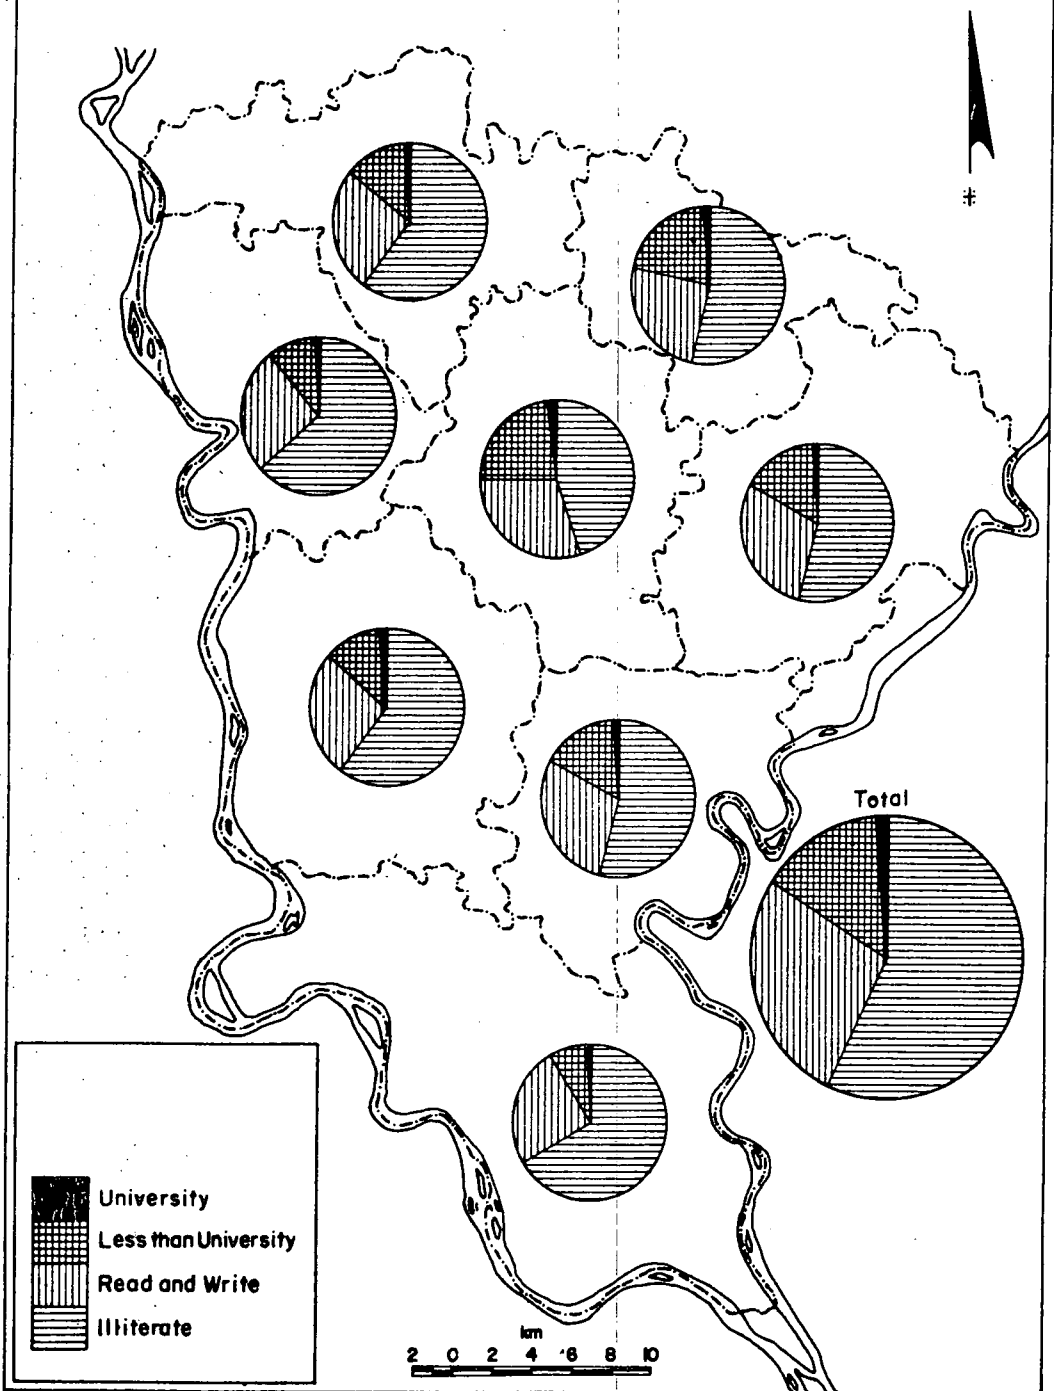 Total
University
Less than University
Read and Write
Illiterate
km
2 0 2 4 6 8 10